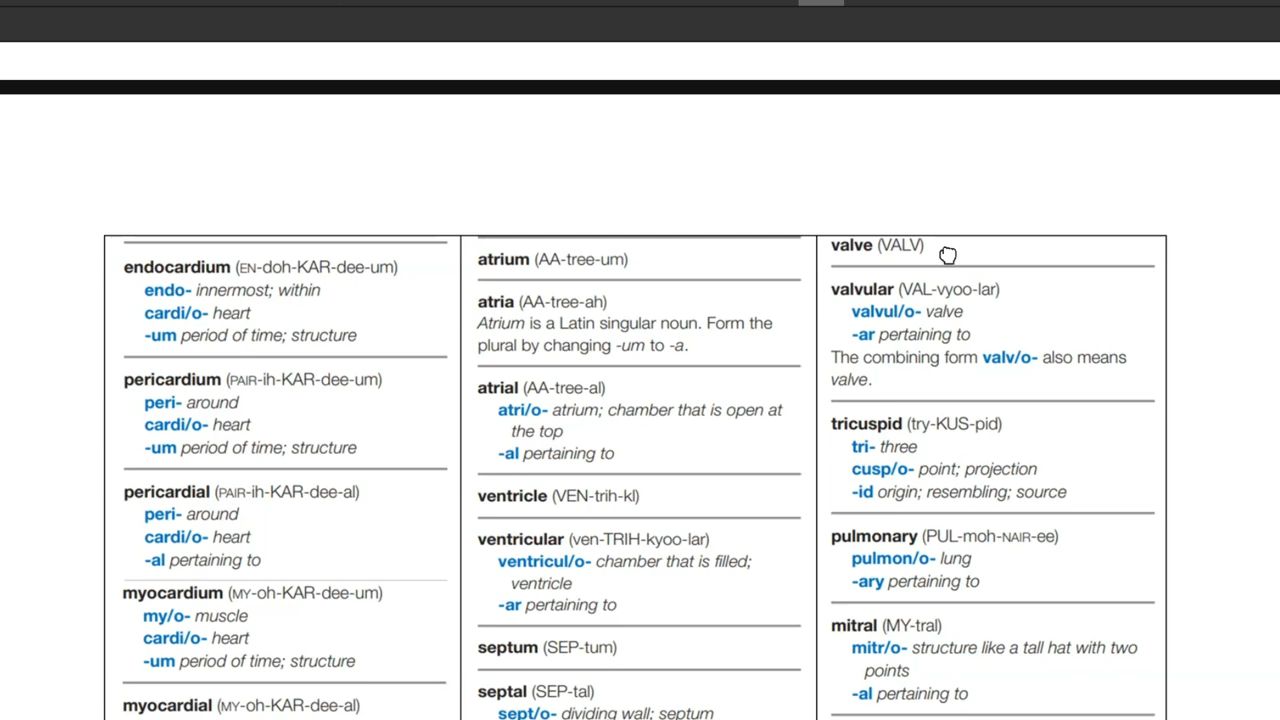 endocardium (EN-doh-KAR-dee-um)
endo- innermost; within
cardi/o- heart
-um period of time; structure
pericardium (PAIR-ih-KAR-dee-um)
peri- around
cardi/o- heart
-um period of time; structure
pericardial (PAIR-ih-KAR-dee-al)
peri- around
cardi/o- heart
-al pertaining to
myocardium (MY-oh-KAR-dee-um)
my/o- muscle
cardi/o- heart
-um period of time; structure
myocardial (MY-oh-KAR-dee-al)
atrium (AA-tree-um)
atria (AA-tree-ah)
Atrium is a Latin singular noun. Form the
plural by changing -um to -a.
atrial (AA-tree-al)
atri/o- atrium; chamber that is open at
the top
-al pertaining to
ventricle (VEN-trih-kl)
ventricular (ven-TRIH-kyoo-lar)
ventricul/o- chamber that is filled;
ventricle
-ar pertaining to
septum (SEP-tum)
septal (SEP-tal)
sept/o- dividing wall; septum
valve (VALV)
valvular (VAL-vyoo-lar)
valvul/o- valve
-ar pertaining to
The combining form valv/o- also means
valve.
tricuspid (try-KUS-pid)
tri- three
cusp/o- point; projection
-id origin; resembling; source
pulmonary (PUL-moh-NAIR-ee)
pulmon/o- lung
-ary pertaining to
mitral (MY-tral)
mitr/o- structure like a tall hat with two
points
-al pertaining to